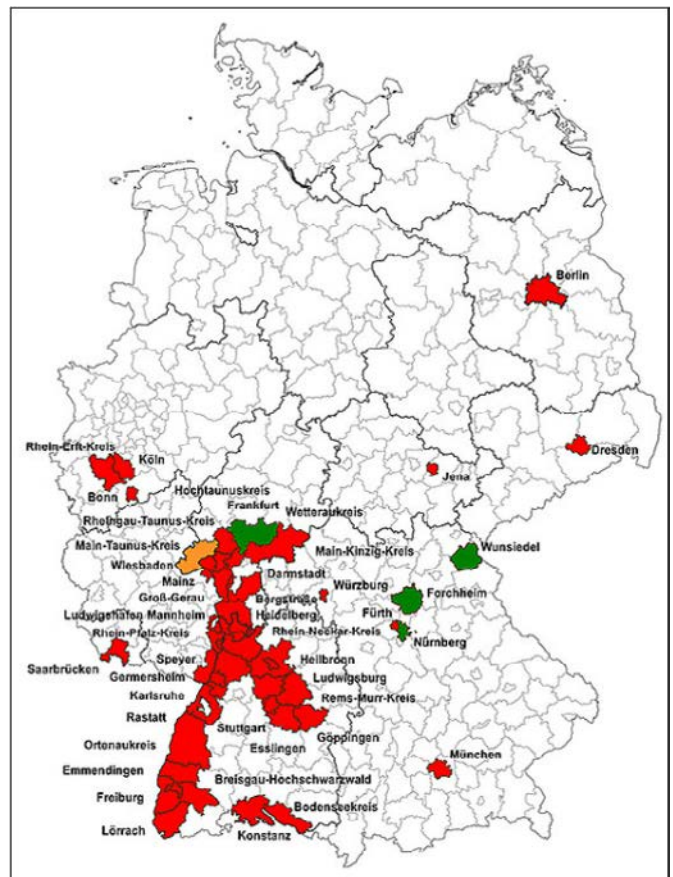 Berlin
Rhein-Erft-Kreis
Köln
Dresden
Jena
Bonn
Hochtaunuskreis
Frankfurt
Rheingau-Taunus-Kreis
Wetteraukreis
Main-Taunus-Kreis
Main-Kinzig-Kreis
Wunsiedel
Wiesbaden
Mainz
Darmstadt
Würzburg
Forchheim
Groß-Gerau
Bergstraße
Fürth
Ludwigshafen Mannheim
Heidelberg
Rhein-Pfalz-Kreis
Rhein-Neckar-Kreis
Nürnberg
Saarbrücken
Speyer
Heilbronn
Germersheim
Ludwigsburg
Karlsruhe
Rems-Murr-Kreis
Rastatt
Stuttgart
Göppingen
Ortenaukreis
Esslingen
München
Emmendingen
Breisgau-Hochschwarzwald
Freiburg
Bodenseekreis
Lörrach
Konstanz